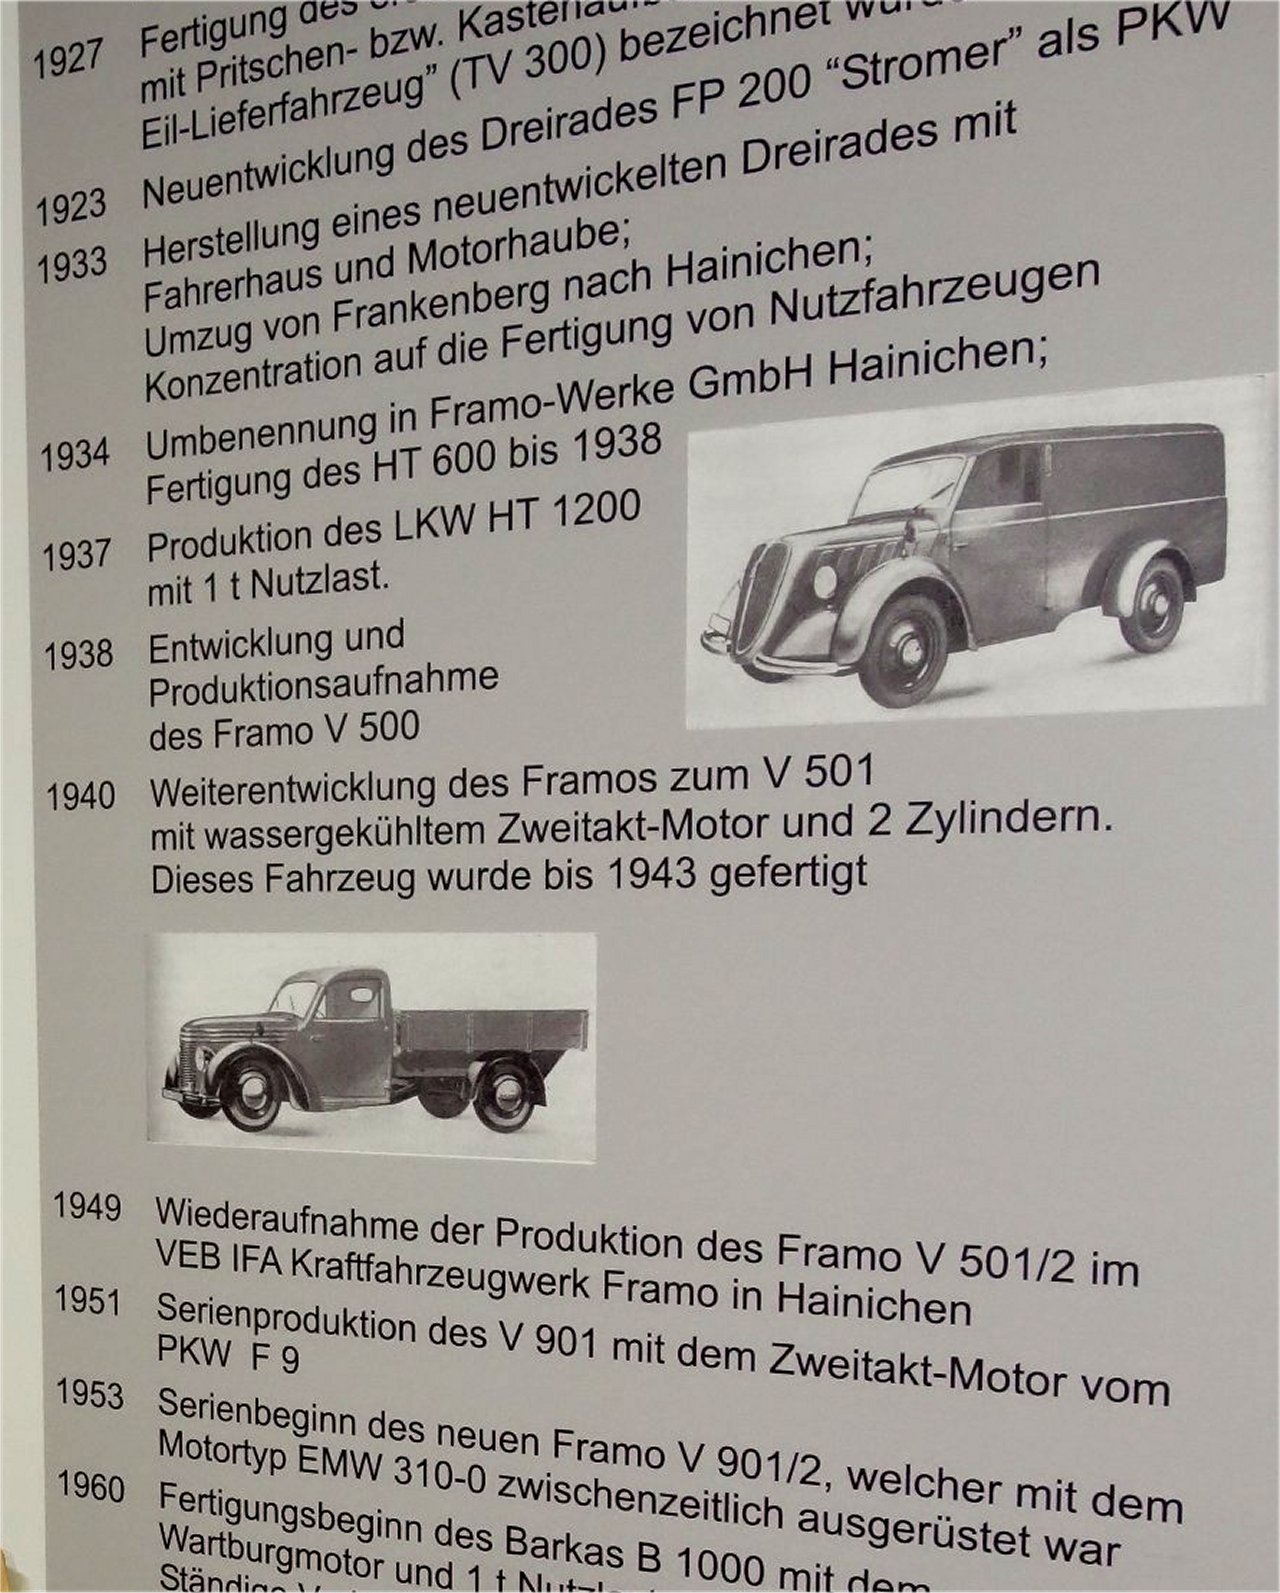 1927 Fertigung des
mit Pritschen- bzw.
Eil-Lieferfahrzeug” (TV 300) bezeichnet
1923 Neuentwicklung des Dreirades FP 200 “Stromer” als PKW
1933 Herstellung eines neuentwickelten Dreirades mit
Fahrerhaus und Motorhaube;
Umzug von Frankenberg nach Hainichen;
Konzentration auf die Fertigung von Nutzfahrzeugen
1934 Umbenennung in Framo-Werke GmbH Hainichen;
Fertigung des HT 600 bis 1938
1937 Produktion des LKW HT 1200
mit 1 t Nutzlast.
1938 Entwicklung und
Produktionsaufnahme
des Framo V 500
1940 Weiterentwicklung des Framos zum V 501
mit wassergekühltem Zweitakt-Motor und 2 Zylindern.
Dieses Fahrzeug wurde bis 1943 gefertigt
1949 Wiederaufnahme der Produktion des Framo V 501/2 im
VEB IFA Kraftfahrzeugwerk Framo in Hainichen
1951 Serienproduktion des V 901 mit dem Zweitakt-Motor vom
PKW F 9
1953 Serienbeginn des neuen Framo V 901/2, welcher mit dem
Motortyp EMW 310-0 zwischenzeitlich ausgerüstet war
1960 Fertigungsbeginn des Barkas B 1000 mit dem
Wartburgmotor und 1 t